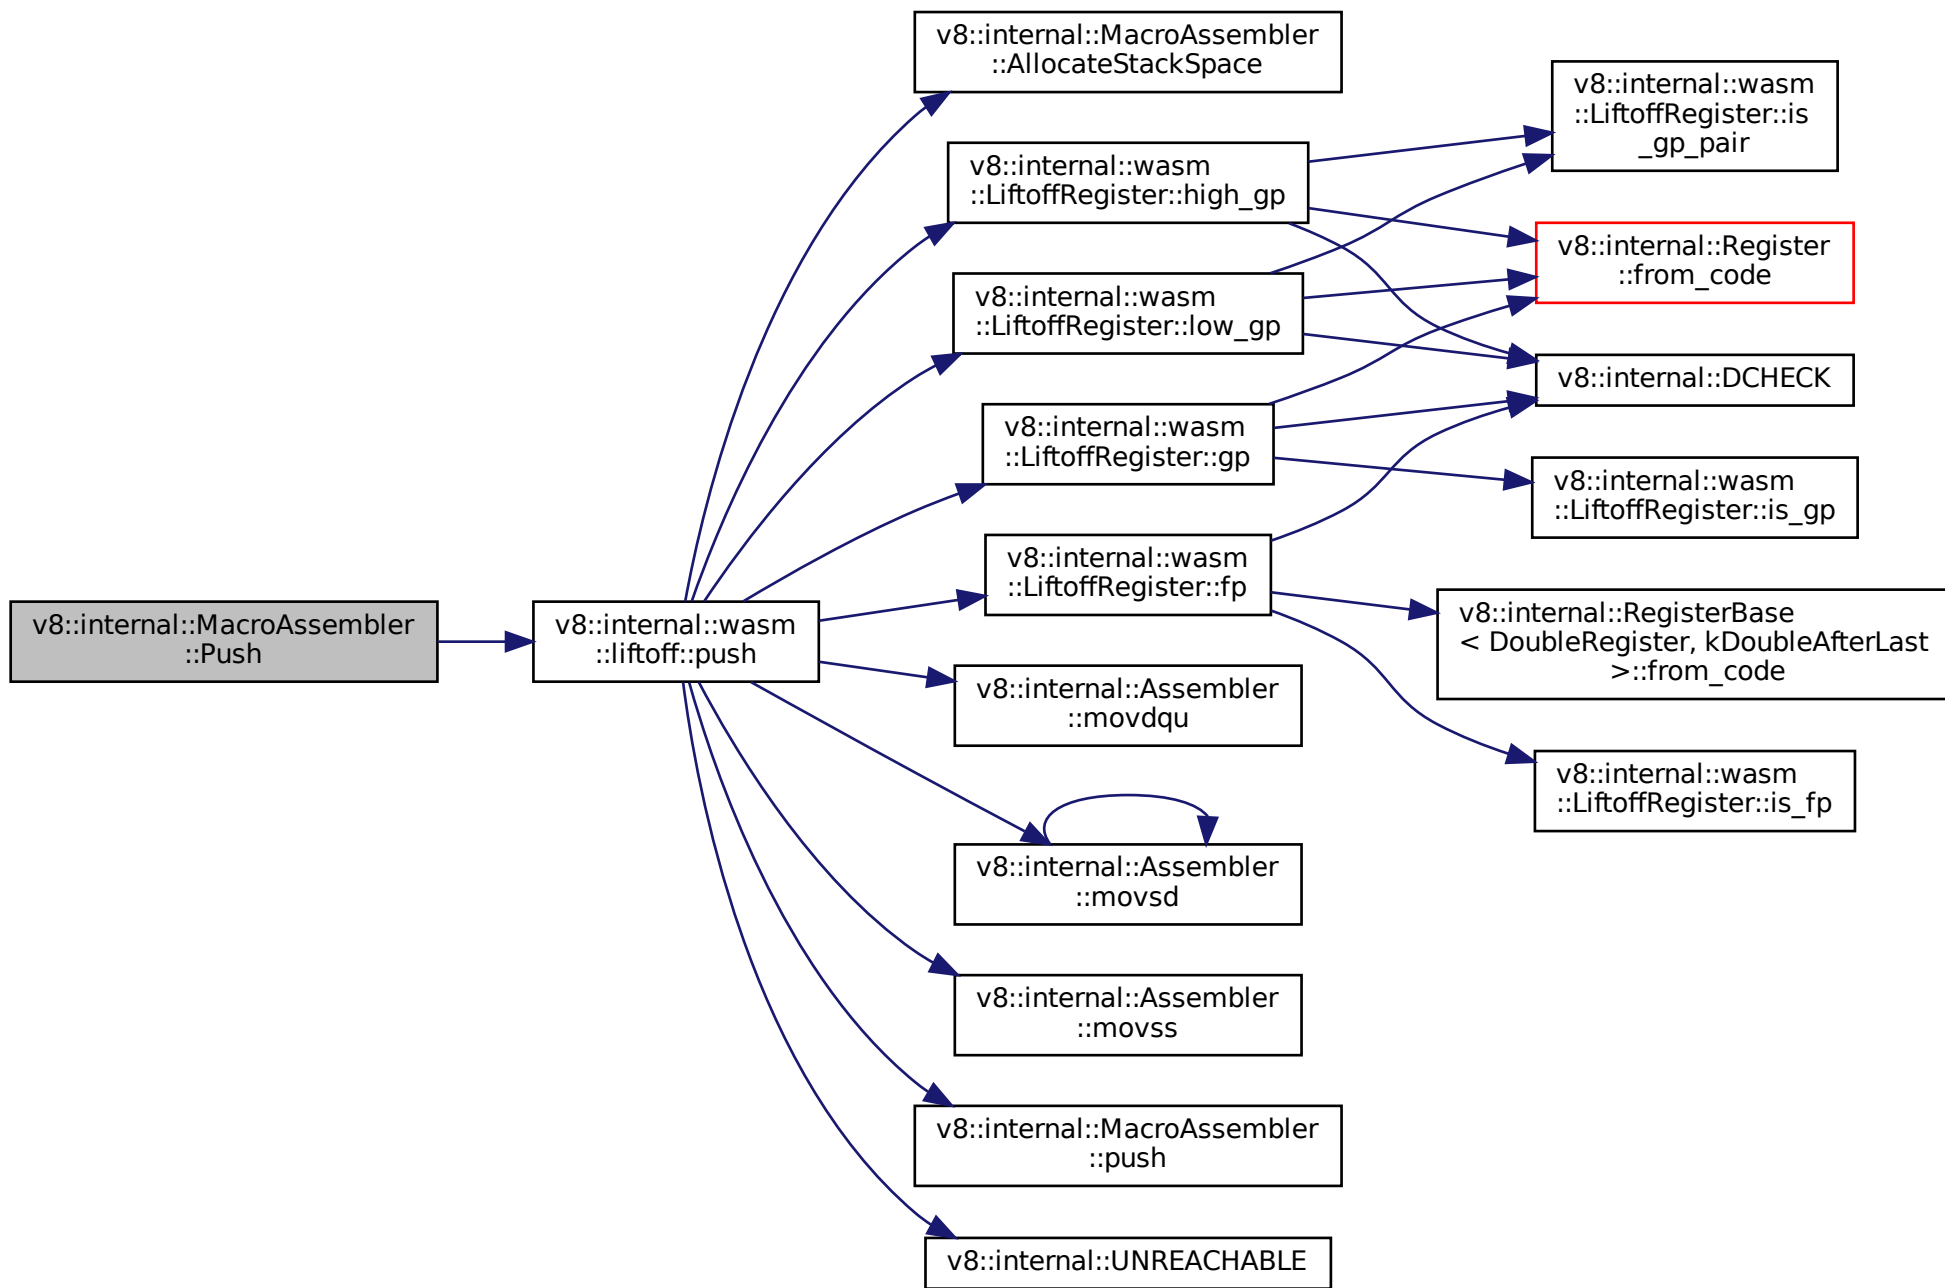 v8::internal::MacroAssembler
::Push
v8::internal::wasm
::liftoff::push
v8::internal::MacroAssembler
::AllocateStackSpace
v8::internal::wasm
::LiftoffRegister::high_gp
v8::internal::wasm
::LiftoffRegister::low_gp
v8::internal::wasm
::LiftoffRegister::gp
v8::internal::wasm
::LiftoffRegister::fp
v8::internal::Assembler
::movdqu
v8::internal::Assembler
::movsd
v8::internal::Assembler
::movss
v8::internal::MacroAssembler
::push
v8::internal::UNREACHABLE
v8::internal::wasm
::LiftoffRegister::is
_gp_pair
v8::internal::Register
::from_code
v8::internal::DCHECK
v8::internal::wasm
::LiftoffRegister::is_gp
v8::internal::RegisterBase
< DoubleRegister, kDoubleAfterLast
>::from_code
v8::internal::wasm
::LiftoffRegister::is_fp